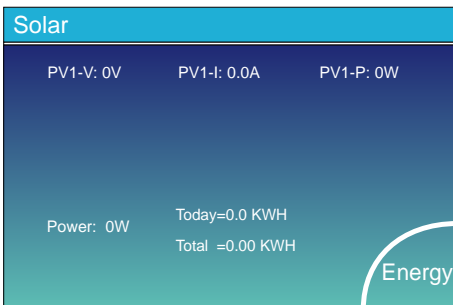 Solar
PV1-V: 0V PV1-I: 0.0A PV1-P: 0W
Today=0.0 KWH
Power: 0W
Total =0.00 KWH
Energy